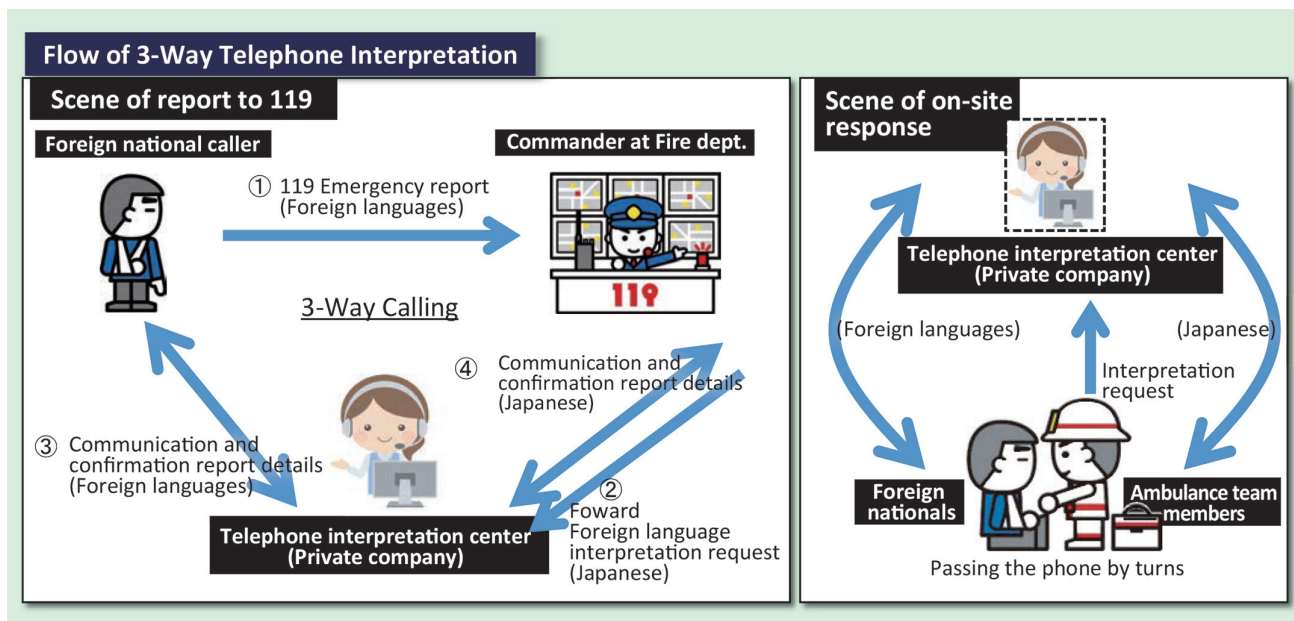 Flow of 3-Way Telephone Interpretation
Scene of report to 119
Foreign national caller
Commander at Fire dept.
① 119 Emergency report
(Foreign languages)
119
3-Way Calling
④ Communication and
confirmation report details
(Japanese)
③ Communication and
confirmation report details
(Foreign languages)
②
Foward
Foreign language
interpretation request
(Japanese)
Telephone interpretation center
(Private company)
Scene of on-site
response
Telephone interpretation center
(Private company)
(Foreign languages)
(Japanese)
Interpretation
request
Foreign
nationals
Ambulance team
members
Passing the phone by turns